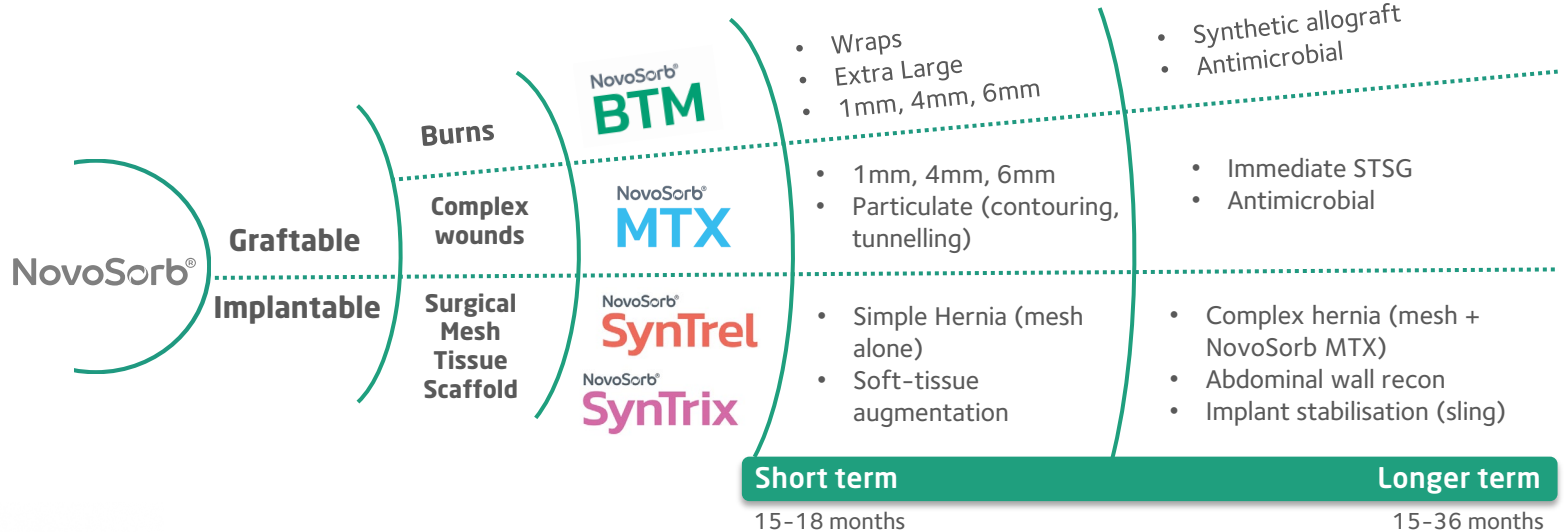 NovoSorb®
Graftable
Implantable
Burns
Complex
wounds
Surgical
Mesh
Tissue
Scaffold
NovoSorb®
BTM
NovoSorb®
MTX
NovoSorb®
SynTrel
NovoSorb®
SynTrix
• Wraps
• Extra Large
• 1mm, 4mm, 6mm
• Synthetic allograft
• Antimicrobial
• 1mm, 4mm, 6mm
• Particulate (contouring,
tunnelling)
• Immediate STSG
• Antimicrobial
• Simple Hernia (mesh
alone)
• Soft-tissue
augmentation
• Complex hernia (mesh +
NovoSorb MTX)
• Abdominal wall recon
• Implant stabilisation (sling)
Short term
Longer term
15-18 months
15-36 months